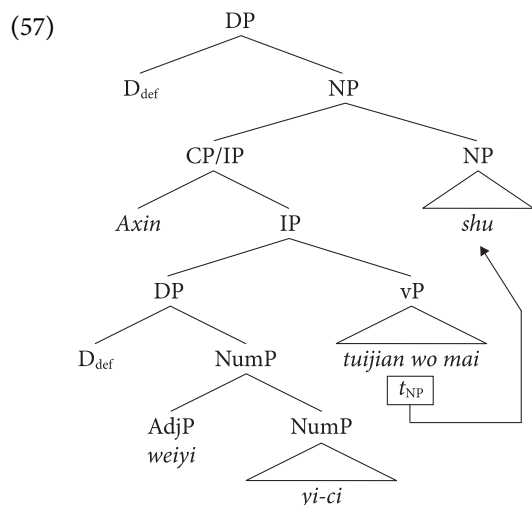 (57)
DP
D_def NP
CP/IP NP
Axin IP shu
DP vP
D_def NumP tuijian wo mai
t_NP
AdjP NumP
weiyi
yi-ci